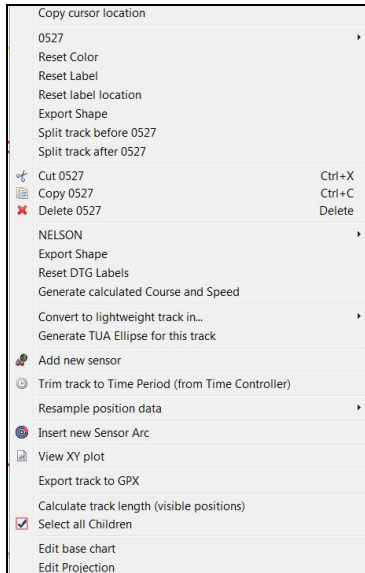 Copy cursor location
0527
Reset Color
Reset Label
Reset label location
Export Shape
Split track before 0527
Split track after 0527
Cut 0527 Ctrl+X
Copy 0527 Ctrl+C
Delete 0527 Delete
NELSON
Export Shape
Reset DTG Labels
Generate calculated Course and Speed
Convert to lightweight track in...
Generate TUA Ellipse for this track
Add new sensor
Trim track to Time Period (from Time Controller)
Resample position data
Insert new Sensor Arc
View XY plot
Export track to GPX
Calculate track length (visible positions)
Select all Children
Edit base chart
Edit Projection